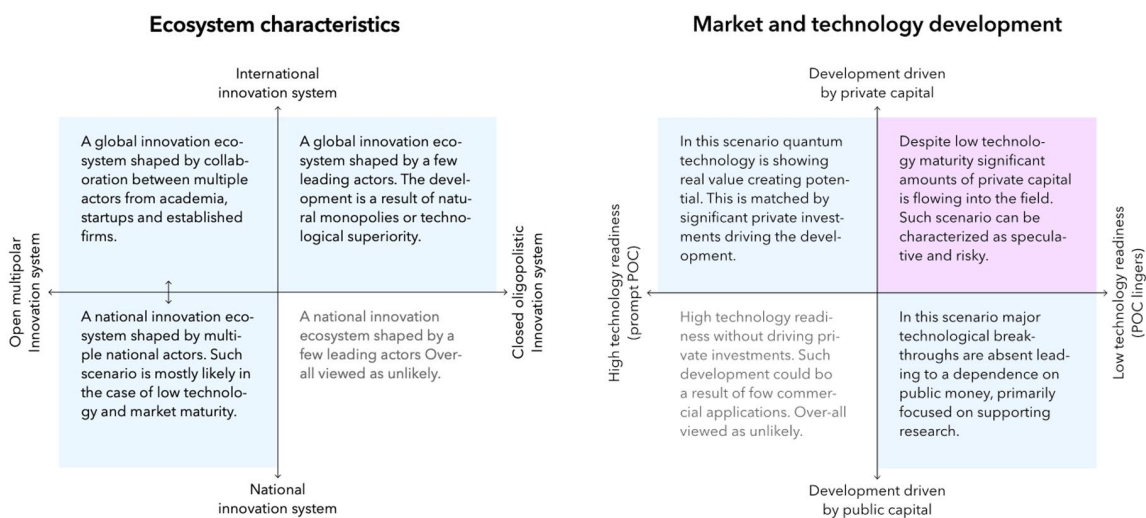 Ecosystem characteristics
International
innovation system
A global innovation eco-
system shaped by collab-
oration between multiple
actors from academia,
startups and established
firms.
A global innovation eco-
system shaped by a few
leading actors. The devel-
opment is a result of natu-
ral monopolies or techno-
logical superiority.
Open multipolar
Innovation system
Closed oligopolistic
Innovation system
A national innovation eco-
system shaped by multi-
ple national actors. Such
scenario is mostly likely in
the case of low technolo-
gy and market maturity.
A national innovation
ecosystem shaped by a
few leading actors Over-
all viewed as unlikely.
National
innovation system
Market and technology development
Development driven
by private capital
In this scenario quantum
technology is showing
real value creating poten-
tial. This is matched by
significant private invest-
ments driving the devel-
opment.
Despite low technolo-
gy maturity significant
amounts of private capital
is flowing into the field.
Such scenario can be
characterized as specula-
tive and risky.
High technology readiness
(prompt POC)
Low technology readiness
(POC lingers)
High technology readi-
ness without driving pri-
vate investments. Such
development could bo
a result of fow commer-
cial applications. Over-all
viewed as unlikely.
In this scenario major
technological break-
throughs are absent lead-
ing to a dependence on
public money, primarily
focused on supporting
research.
Development driven
by public capital